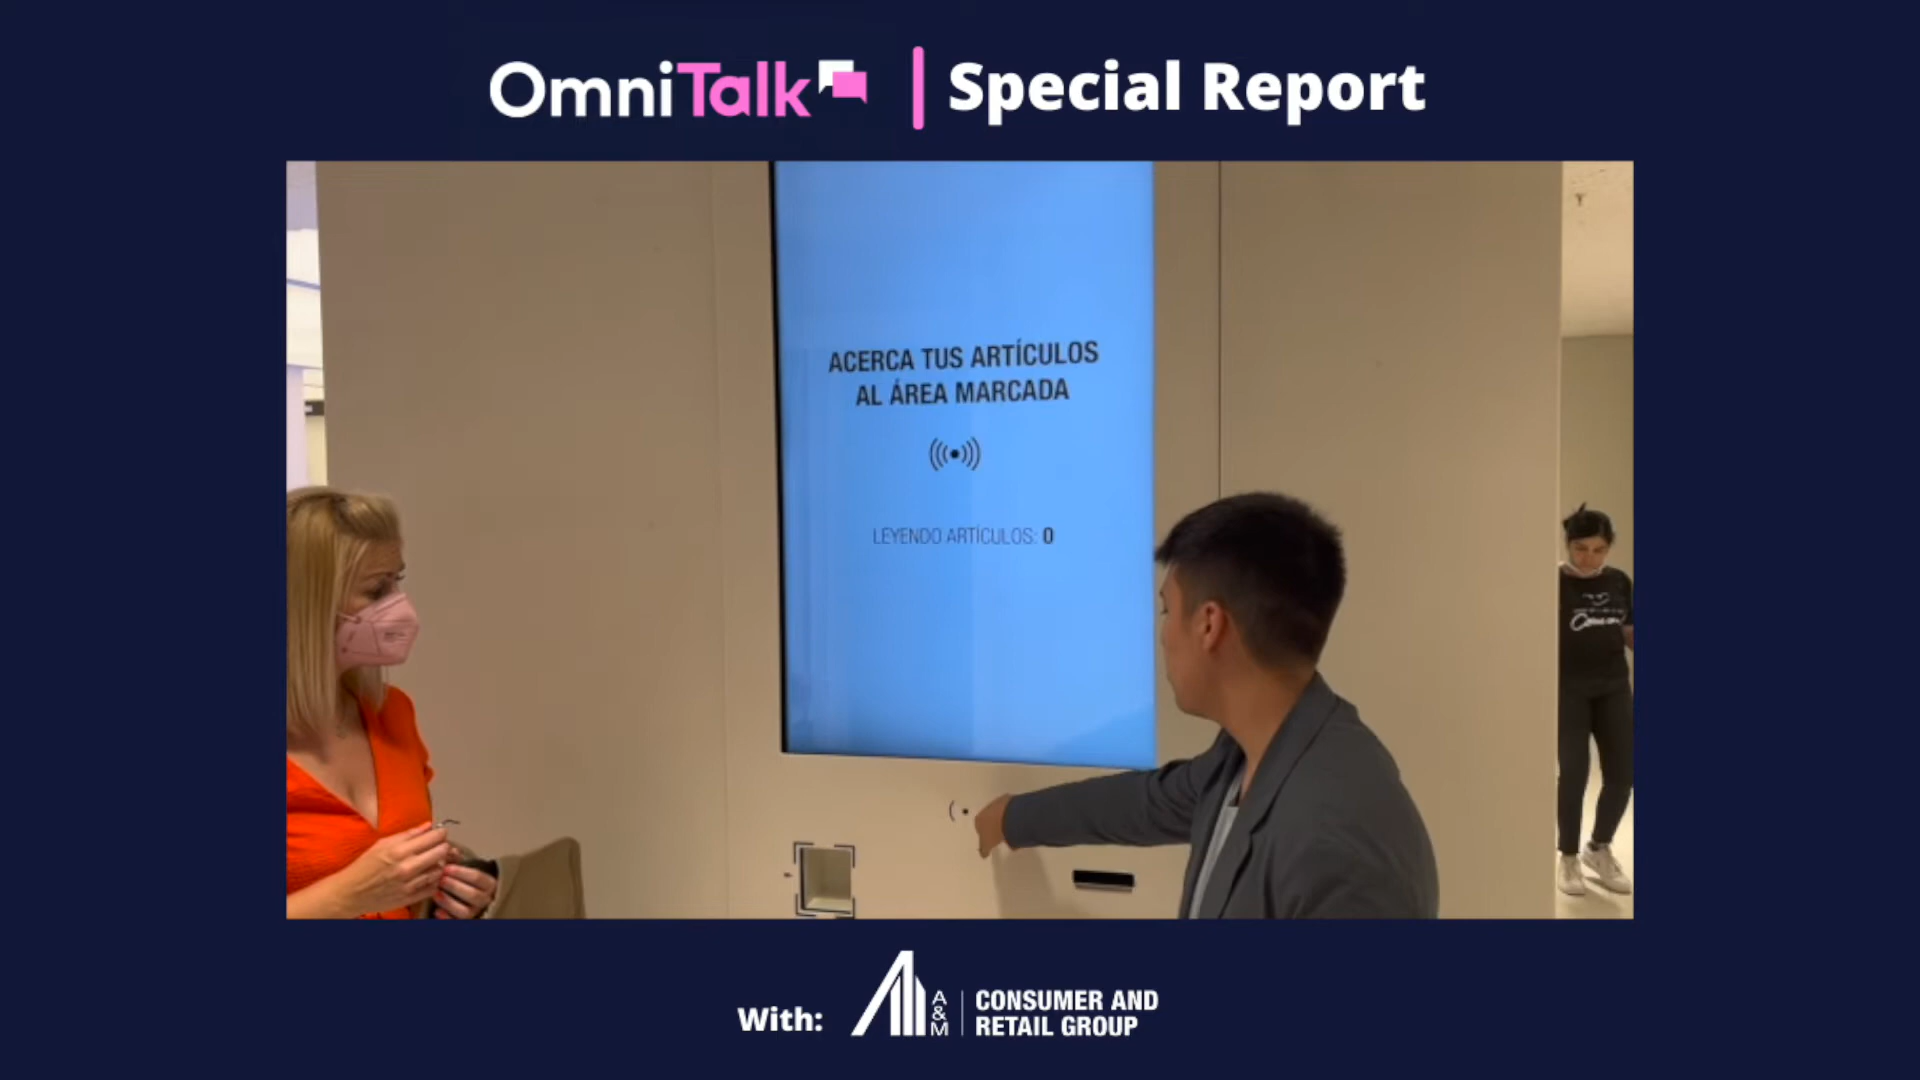 OmniTalk | Special Report
ACERCA TUS ARTÍCULOS
AL ÁREA MARCADA
LEYENDO ARTÍCULOS: 0
With:
A&M
CONSUMER AND
RETAIL GROUP